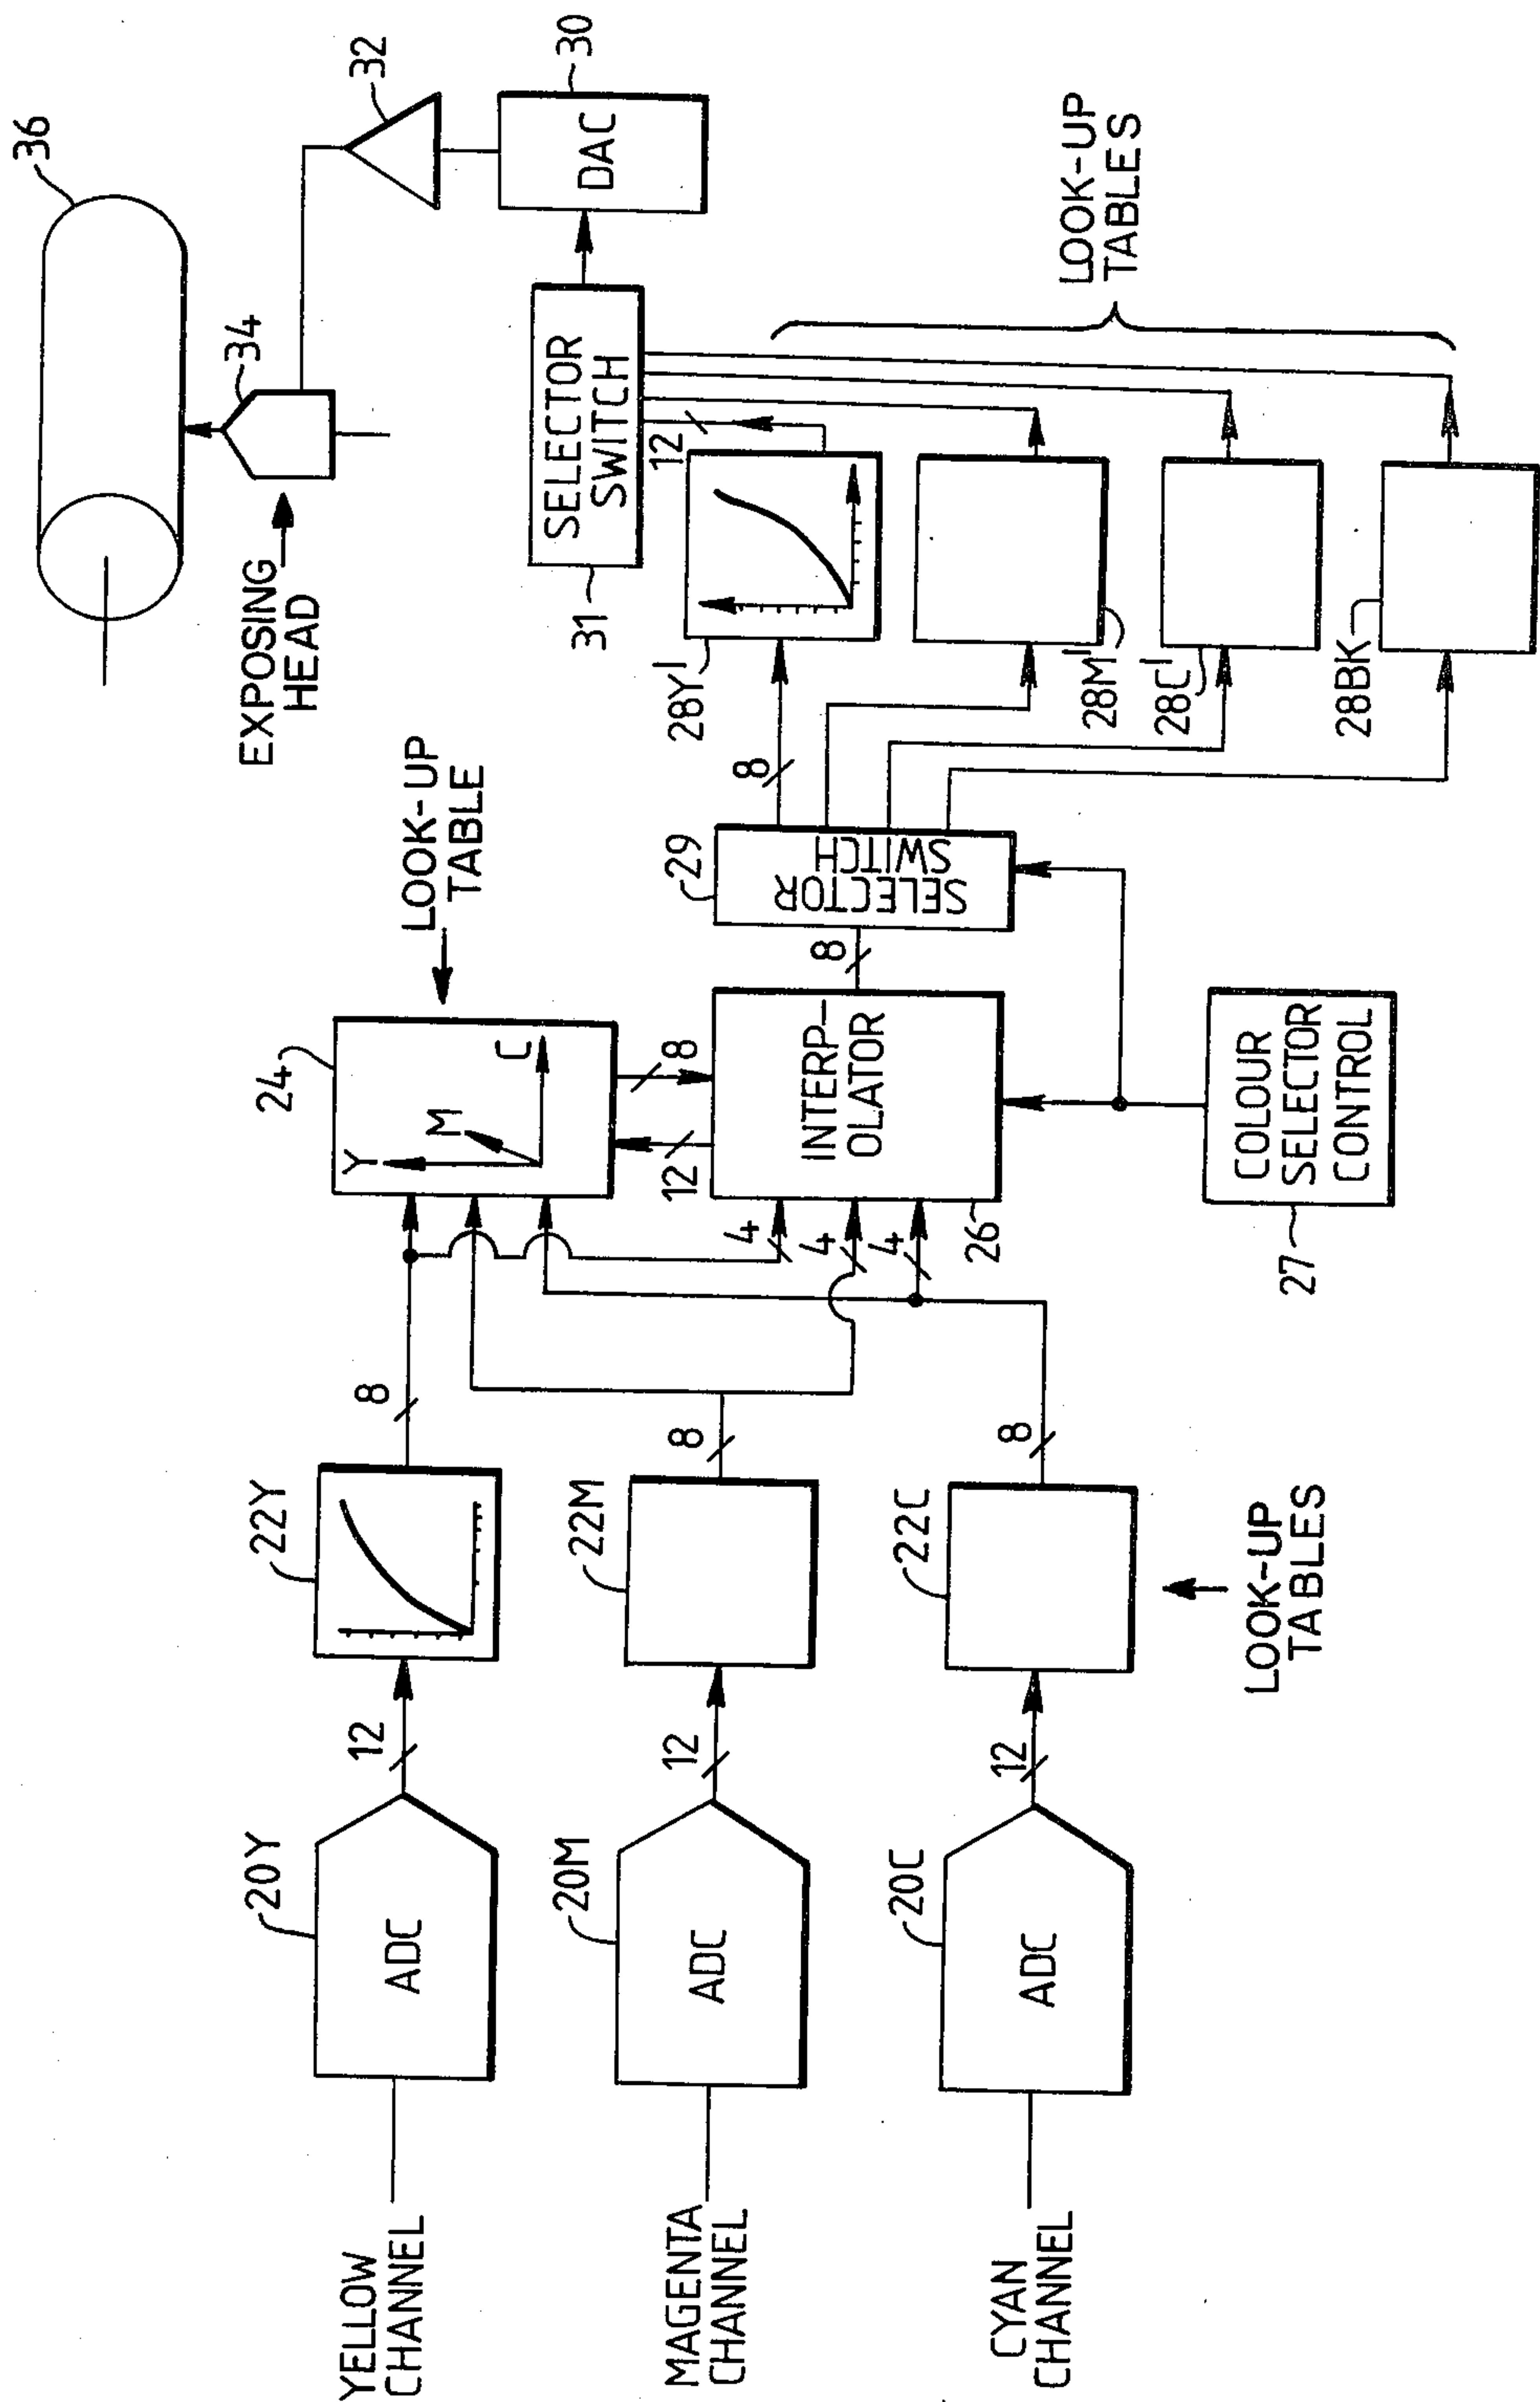 YELLOW
CHANNEL
20Y
ADC
12
22Y
8
MAGENTA
CHANNEL
20M
ADC
12
22M
8
CYAN
CHANNEL
20C
ADC
12
22C
8
LOOK-UP
TABLES
24
Y
M
C
LOOK-UP
TABLE
12
8
4
4
4
INTERP-
OLATOR
26
COLOUR
SELECTOR
CONTROL
27
8
29
SELECTOR
SWITCH
8
28Y'
28M'
28C'
28BK
LOOK-UP
TABLES
12
31
SELECTOR
SWITCH
DAC
30
32
EXPOSING
HEAD
34
36